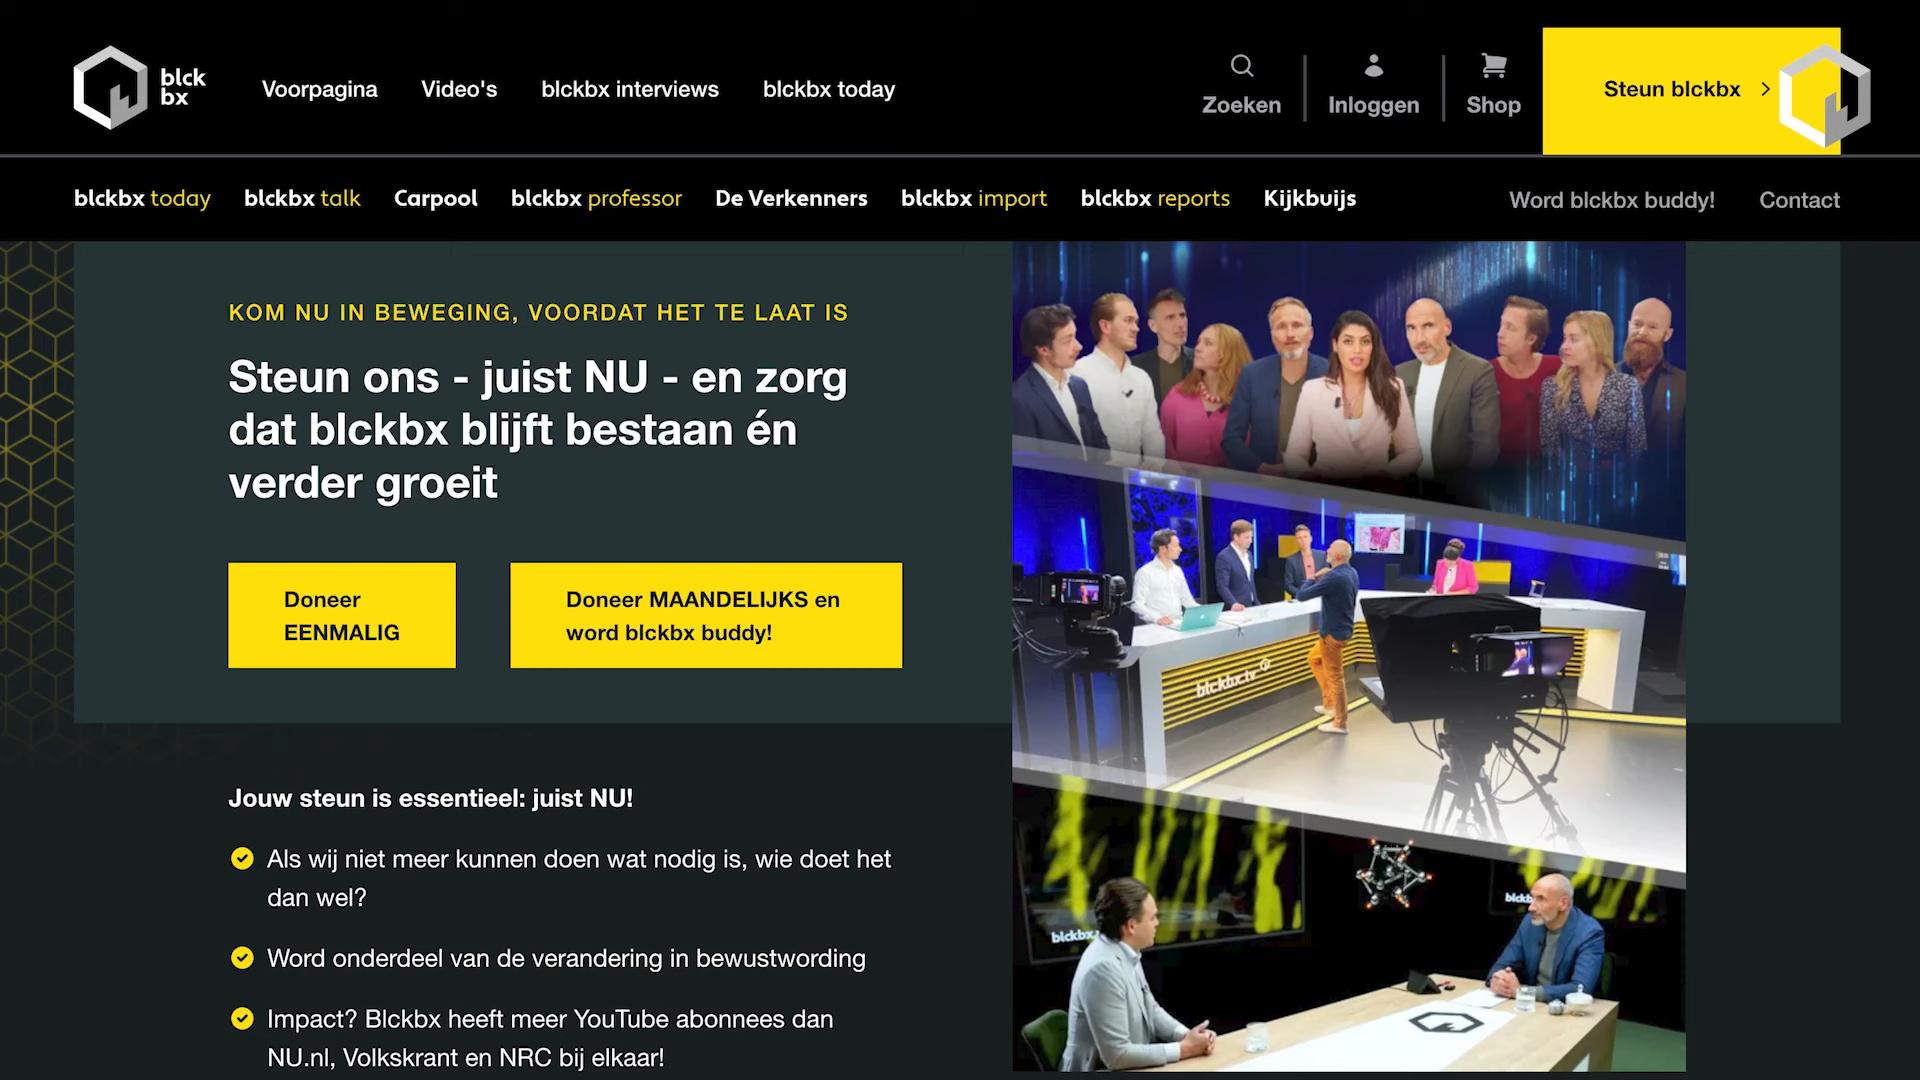 blck
bx
Voorpagina
Video's
blckbx interviews
blckbx today
Zoeken
Inloggen
Shop
Steun blckbx
blckbx today
blckbx talk
Carpool
blckbx professor
De Verkenners
blckbx import
blckbx reports
Kijkbuijs
Word blckbx buddy!
Contact
KOM NU IN BEWEGING, VOORDAT HET TE LAAT IS
Steun ons - juist NU - en zorg
dat blckbx blijft bestaan én
verder groeit
Doneer
EENMALIG
Doneer MAANDELIJKS en
word blckbx buddy!
blckbx.tv
Jouw steun is essentieel: juist NU!
Als wij niet meer kunnen doen wat nodig is, wie doet het
dan wel?
Word onderdeel van de verandering in bewustwording
Impact? Blckbx heeft meer YouTube abonnees dan
NU.nl, Volkskrant en NRC bij elkaar!
blckbx